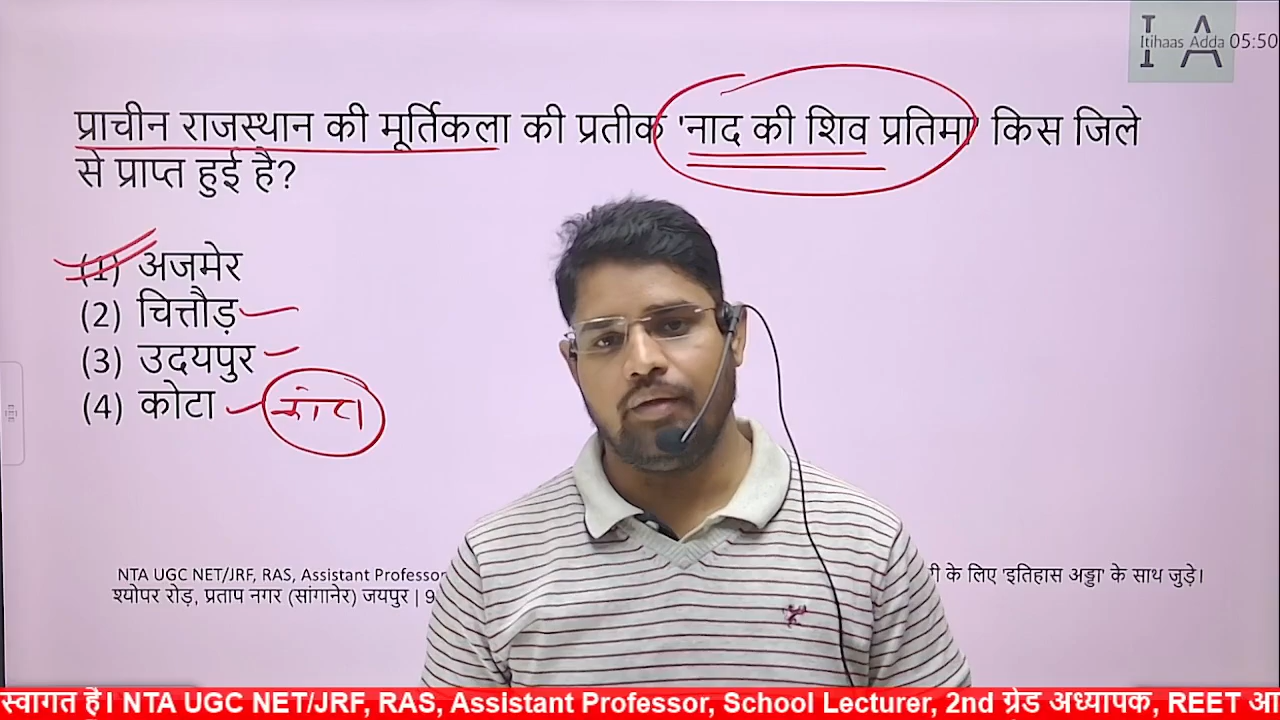 I A
Itihaas Adda 05:50
प्राचीन राजस्थान की मूर्तिकला की प्रतीक 'नाद की शिव प्रतिमा' किस जिले
से प्राप्त हुई है?
(1) अजमेर
(2) चित्तौड़
(3) उदयपुर
(4) कोटा
NTA UGC NET/JRF, RAS, Assistant Professor
के लिए 'इतिहास अड्डा' के साथ जुड़े।
श्योपर रोड़, प्रताप नगर (सांगानेर) जयपुर | 9
स्वागत है। NTA UGC NET/JRF, RAS, Assistant Professor, School Lecturer, 2nd ग्रेड अध्यापक, REET आ